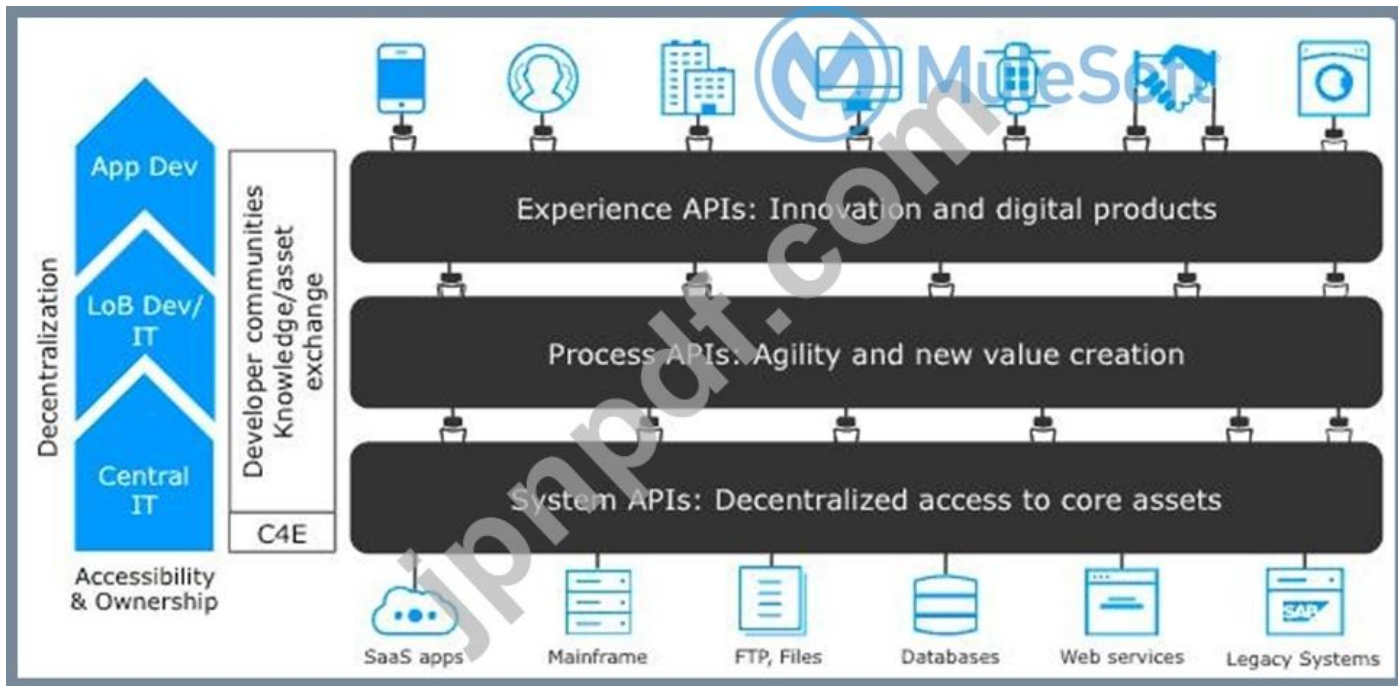 MuleSoft
App Dev
LoB Dev/
IT
Central
IT
Decentralization
Accessibility
& Ownership
Developer communities
Knowledge/asset
exchange
C4E
Experience APIs: Innovation and digital products
Process APIs: Agility and new value creation
System APIs: Decentralized access to core assets
SaaS apps
Mainframe
FTP, Files
Databases
Web services
SAP
Legacy Systems
jpnpdf.com